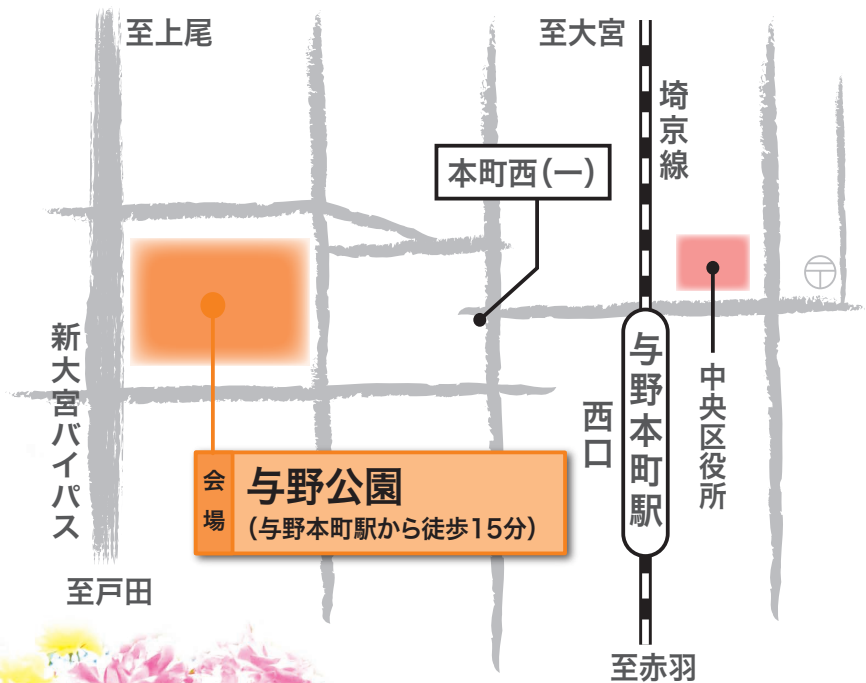 至上尾
至大宮
埼京線
本町西(一)
〒
新大宮バイパス
与野本町駅
西口
中央区役所
会場
与野公園
(与野本町駅から徒歩15分)
至戸田
至赤羽